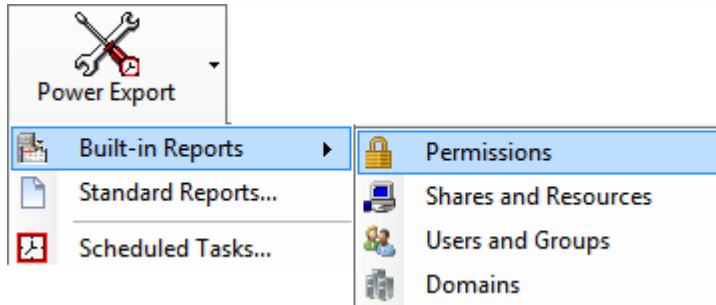 Power Export
Built-in Reports
Standard Reports...
Scheduled Tasks...
Permissions
Shares and Resources
Users and Groups
Domains